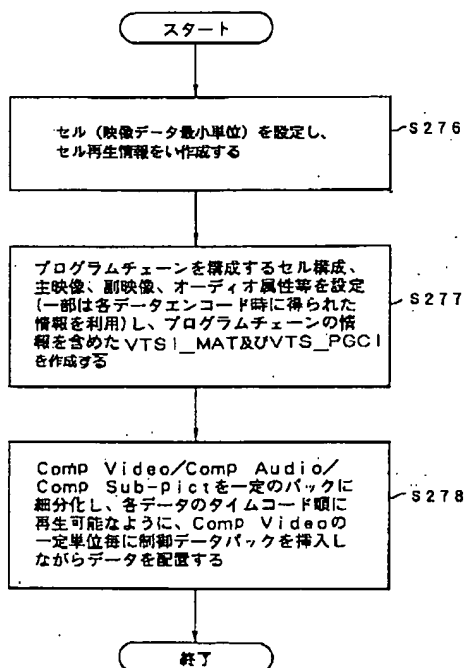 スタート
セル（映像データ最小単位）を設定し、
セル再生情報をい作成する
S276
プログラムチェーンを構成するセル構成、
主映像、副映像、オーディオ属性等を設定
(一部は各データエンコード時に得られた
情報を利用)し、プログラムチェーンの情
報を含めたVTSI_MAT及びVTS_PGCI
を作成する
S277
Comp Video/Comp Audio/
Comp Sub-pictを一定のパックに
細分化し、各データのタイムコード順に
再生可能なように、Comp Videoの
一定単位毎に制御データパックを挿入し
ながらデータを配置する
S278
終了